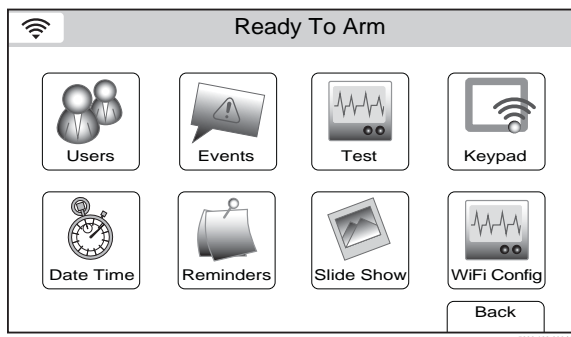 Ready To Arm
Users
Events
Test
Keypad
Date Time
Reminders
Slide Show
WiFi Config
Back